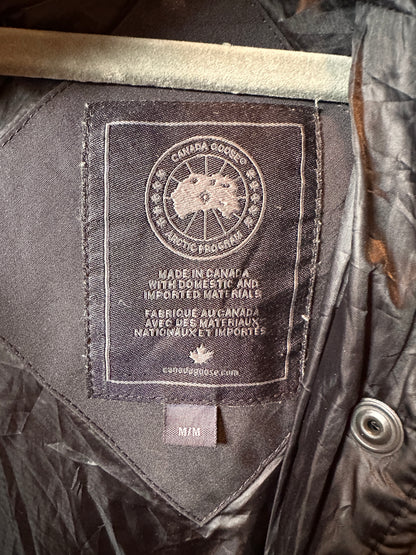 CANADA GOOSE®
ARCTIC PROGRAM
MADE IN CANADA
WITH DOMESTIC AND
IMPORTED MATERIALS
FABRIQUE AU CANADA
AVEC DES MATERIAUX
NATIONAUX ET IMPORTES
canadagoose.com
M/M